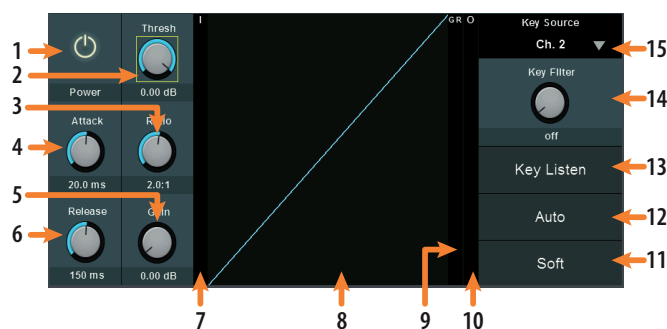 1
2
3
4
5
6
Power
Thresh
0.00 dB
Attack
20.0 ms
Ratio
2.0:1
Release
150 ms
Gain
0.00 dB
I
GR O
Key Source
Ch. 2
Key Filter
off
Key Listen
Auto
Soft
15
14
13
12
11
7
8
9
10